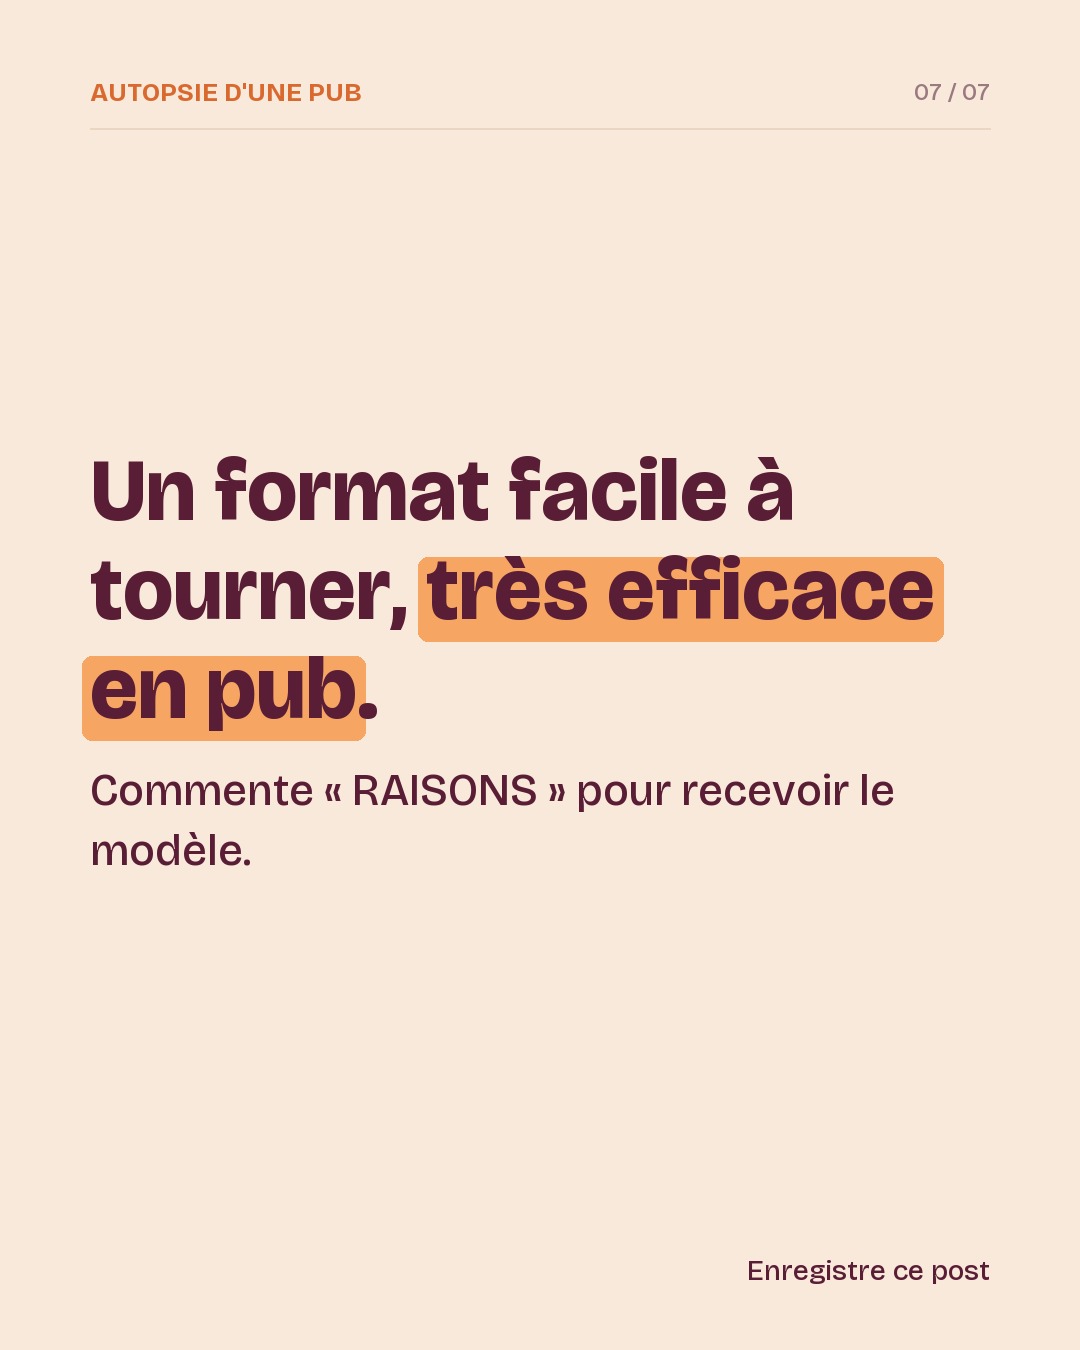 AUTOPSIE D'UNE PUB
07 / 07
Un format facile à
tourner, très efficace
en pub.
Commente « RAISONS » pour recevoir le
modèle.
Enregistre ce post